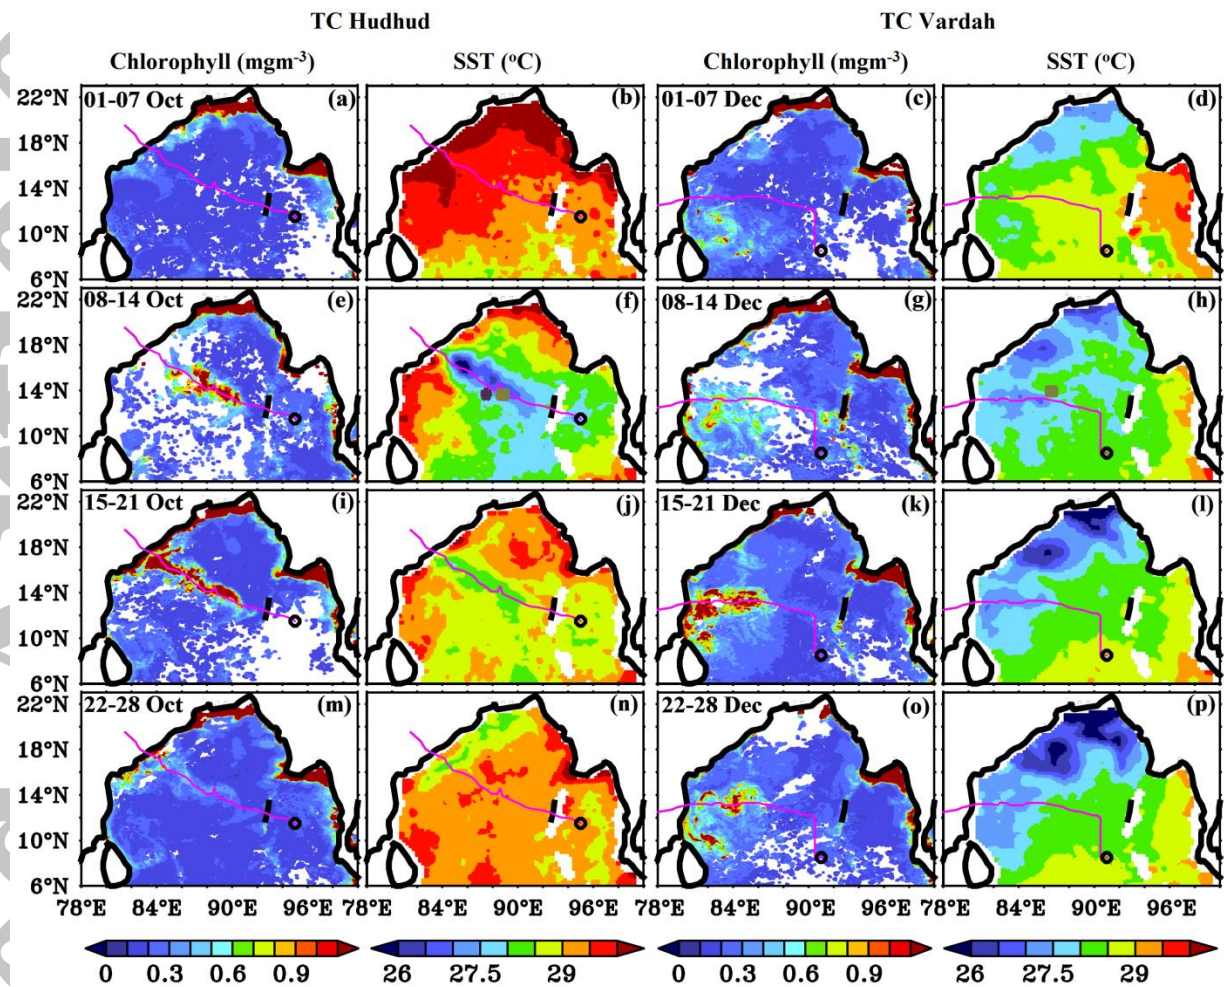 TC Hudhud TC Vardah
Chlorophyll (mgm⁻³) SST (°C) Chlorophyll (mgm⁻³) SST (°C)
22°N 01-07 Oct (a) (b) 01-07 Dec (c) (d)
18°N
14°N
10°N
6°N
22°N 08-14 Oct (e) (f) 08-14 Dec (g) (h)
18°N
14°N
10°N
6°N
22°N 15-21 Oct (i) (j) 15-21 Dec (k) (l)
18°N
14°N
10°N
6°N
22°N 22-28 Oct (m) (n) 22-28 Dec (o) (p)
18°N
14°N
10°N
6°N
78°E 84°E 90°E 96°E 78°E 84°E 90°E 96°E 78°E 84°E 90°E 96°E 78°E 84°E 90°E 96°E
0 0.3 0.6 0.9 26 27.5 29 0 0.3 0.6 0.9 26 27.5 29